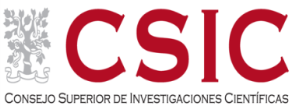 CSIC
CONSEJO SUPERIOR DE INVESTIGACIONES CIENTÍFICAS